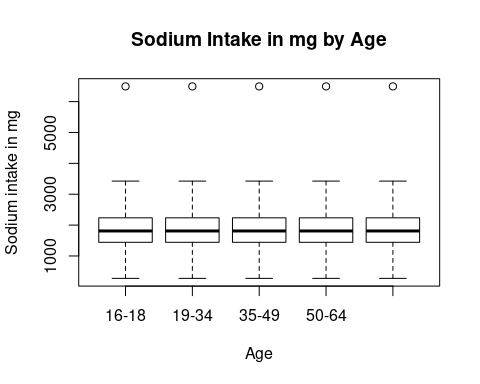 Sodium Intake in mg by Age
Sodium intake in mg
5000
3000
1000
16-18 19-34 35-49 50-64
Age